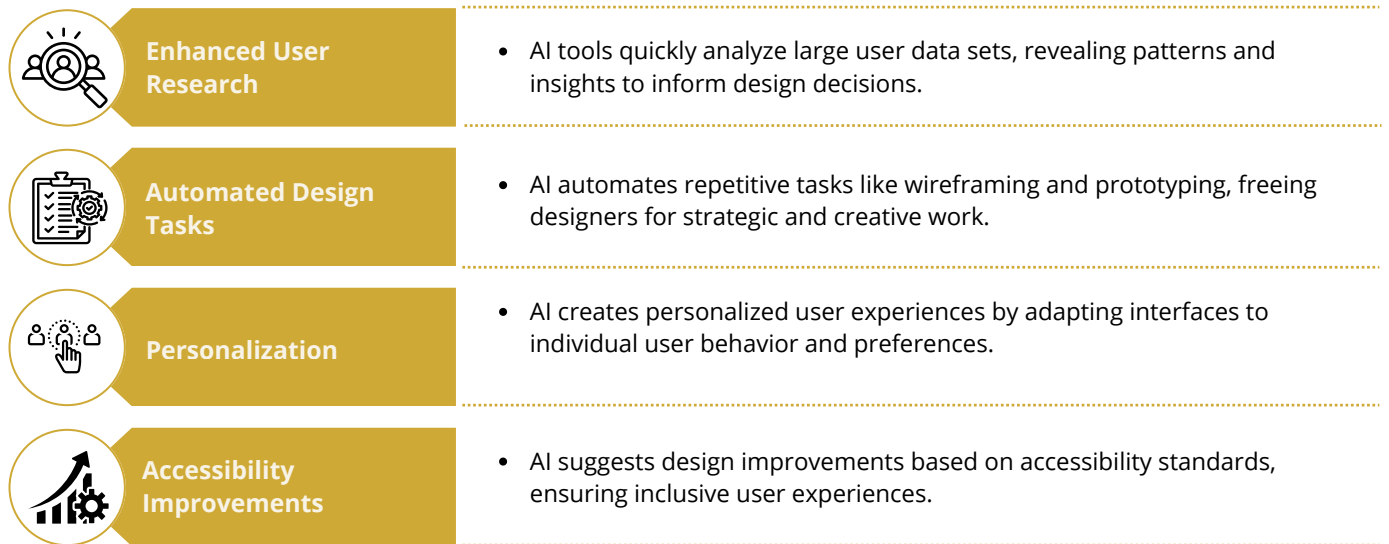 Enhanced User
Research
• AI tools quickly analyze large user data sets, revealing patterns and
insights to inform design decisions.
Automated Design
Tasks
• AI automates repetitive tasks like wireframing and prototyping, freeing
designers for strategic and creative work.
Personalization
• AI creates personalized user experiences by adapting interfaces to
individual user behavior and preferences.
Accessibility
Improvements
• AI suggests design improvements based on accessibility standards,
ensuring inclusive user experiences.